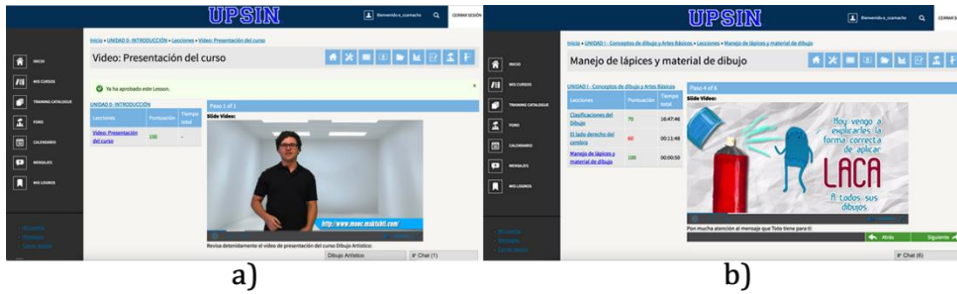 UPSIN
Bienvenido e_ccamacho
CERRAR SESIÓN
Inicio » UNIDAD 0- INTRODUCCIÓN » Lecciones » Video: Presentación del curso
Video: Presentación del curso
INICIO
MIS CURSOS
TRAINING CATALOGUE
FORO
CALENDARIO
MENSAJES
MIS LOGROS
Ya ha aprobado este Lesson.
UNIDAD 0- INTRODUCCIÓN
Lecciones Puntuación Tiempo total
Video: Presentación del curso 100 -
Paso 1 of 1
Slide Video:
http://www.mooc.maktshtl.com/
Revisa detenidamente el video de presentación del curso Dibujo Artístico:
Dibujo Artístico
Chat (1)
a)
UPSIN
Bienvenido e_ccamacho
Inicio » UNIDAD I - Conceptos de dibujo y Artes Básicos » Lecciones » Manejo de lápices y material de dibujo
Manejo de lápices y material de dibujo
INICIO
MIS CURSOS
TRAINING CATALOGUE
FORO
CALENDARIO
MENSAJES
MIS LOGROS
UNIDAD I - Conceptos de dibujo y Artes Básicos
Lecciones Puntuación Tiempo total
Clasificaciones del Dibujo 70 16:47:46
El lado derecho del cerebro 60 00:11:48
Manejo de lápices y material de dibujo 100 00:00:50
Paso 4 of 6
Slide Video:
Hoy vengo a
explicarles la
forma correcta
de aplicar
LACA
A todos sus
dibujos
Pon mucha atención al mensaje que Toto tiene para ti:
Atrás
Siguiente
Chat (6)
b)